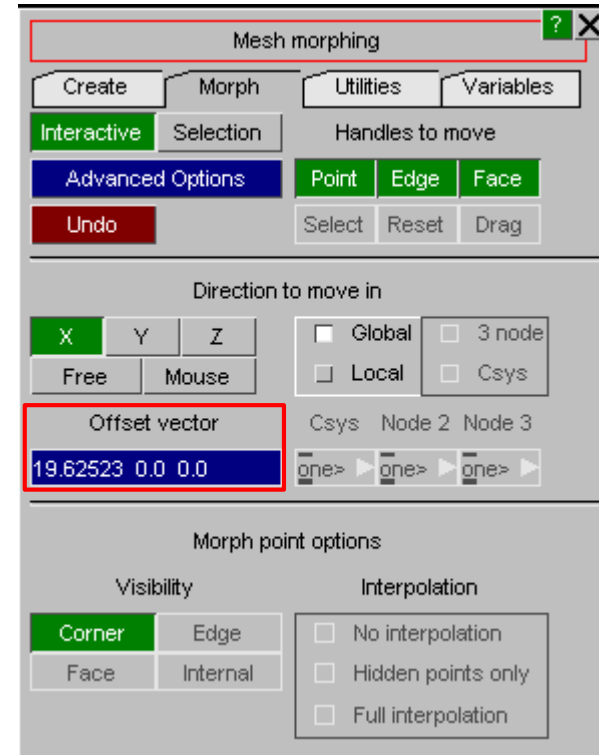 ? X
Mesh morphing
Create Morph Utilities Variables
Interactive Selection Handles to move
Advanced Options Point Edge Face
Undo Select Reset Drag
Direction to move in
X Y Z Global 3 node
Free Mouse Local Csys
Offset vector Csys Node 2 Node 3
19.62523 0.0 0.0 one> one> one>
Morph point options
Visibility Interpolation
Corner Edge No interpolation
Face Internal Hidden points only
Full interpolation